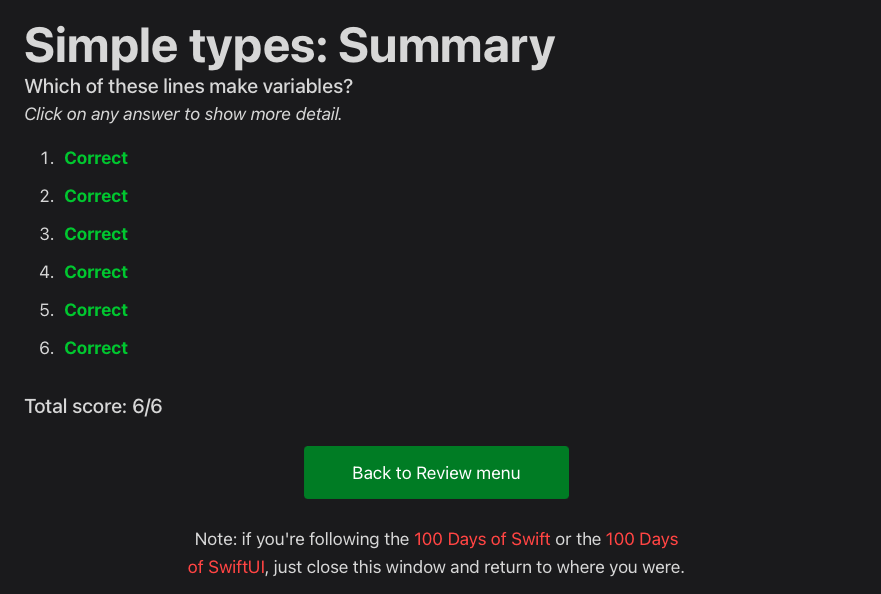 Simple types: Summary
Which of these lines make variables?
Click on any answer to show more detail.
1. Correct
2. Correct
3. Correct
4. Correct
5. Correct
6. Correct
Total score: 6/6
Back to Review menu
Note: if you're following the 100 Days of Swift or the 100 Days
of SwiftUI, just close this window and return to where you were.